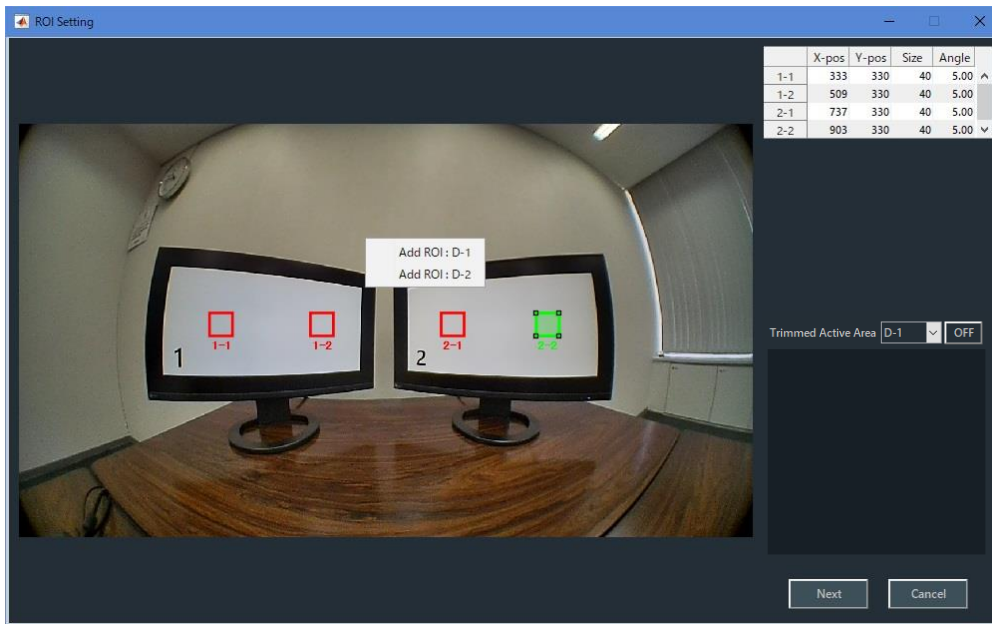 ROI Setting
X-pos Y-pos Size Angle
1-1 333 330 40 5.00
1-2 509 330 40 5.00
2-1 737 330 40 5.00
2-2 903 330 40 5.00
Add ROI : D-1
Add ROI : D-2
1-1 1-2 2-1 2-2
1 2
Trimmed Active Area D-1 OFF
Next Cancel